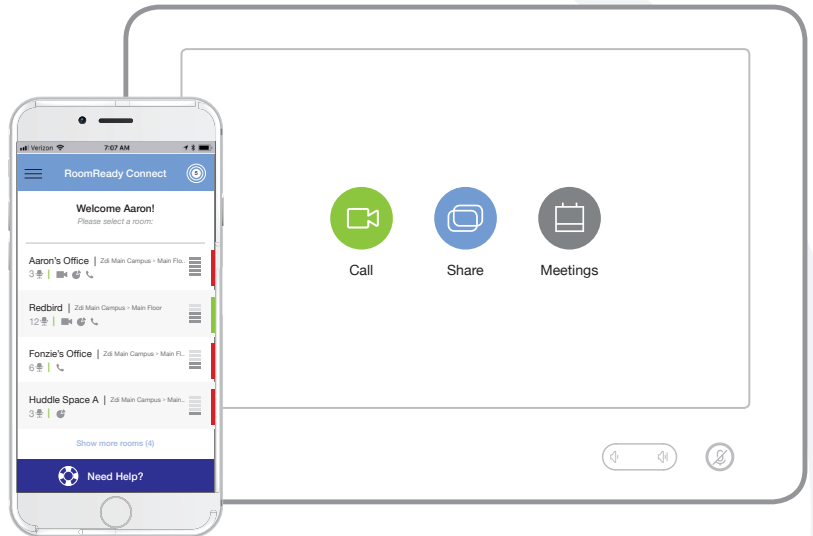 Verizon 7:07 AM
RoomReady Connect
Welcome Aaron!
Please select a room:
Aaron's Office | Zdi Main Campus - Main Flo..
3
Redbird | Zdi Main Campus - Main Floor
12
Fonzie's Office | Zdi Main Campus - Main Fl..
6
Huddle Space A | Zdi Main Campus - Main..
3
Show more rooms (4)
Need Help?
Call Share Meetings